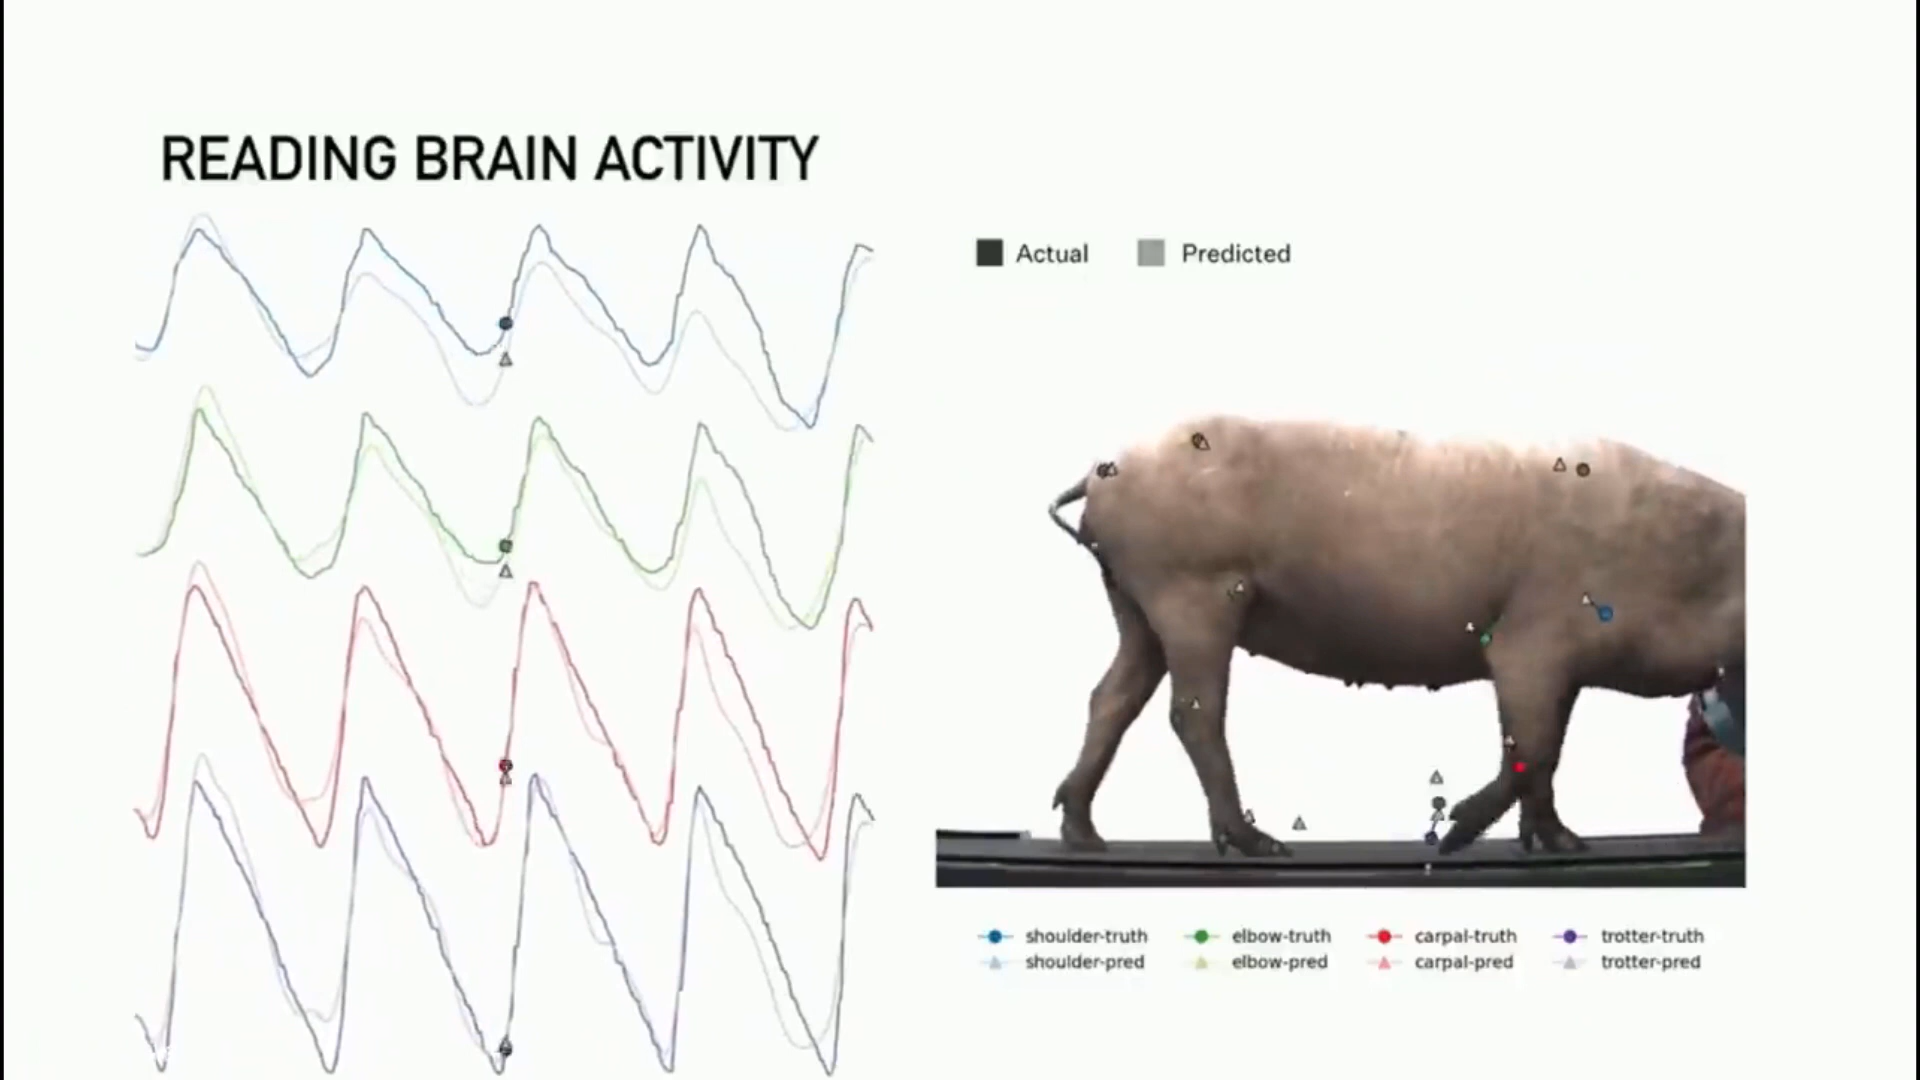 READING BRAIN ACTIVITY
Actual Predicted
shoulder-truth elbow-truth carpal-truth trotter-truth
shoulder-pred elbow-pred carpal-pred trotter-pred